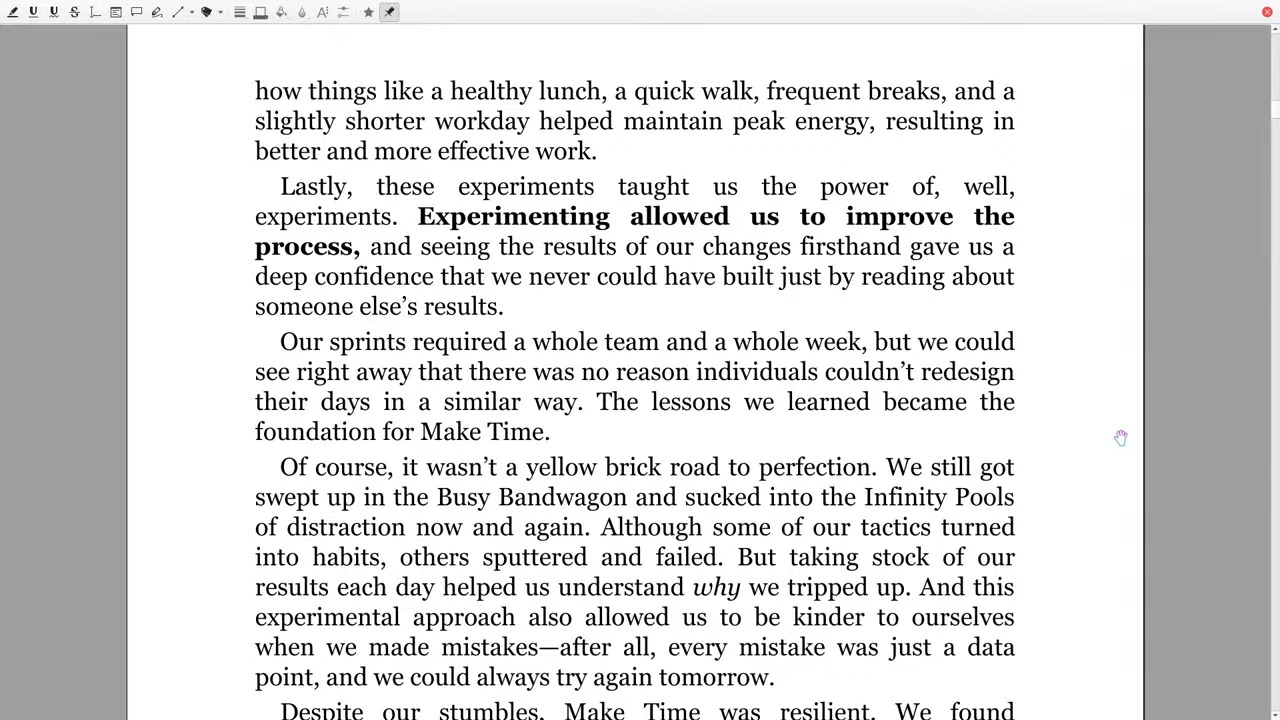 how things like a healthy lunch, a quick walk, frequent breaks, and a
slightly shorter workday helped maintain peak energy, resulting in
better and more effective work.
Lastly, these experiments taught us the power of, well,
experiments. Experimenting allowed us to improve the
process, and seeing the results of our changes firsthand gave us a
deep confidence that we never could have built just by reading about
someone else’s results.
Our sprints required a whole team and a whole week, but we could
see right away that there was no reason individuals couldn’t redesign
their days in a similar way. The lessons we learned became the
foundation for Make Time.
Of course, it wasn’t a yellow brick road to perfection. We still got
swept up in the Busy Bandwagon and sucked into the Infinity Pools
of distraction now and again. Although some of our tactics turned
into habits, others sputtered and failed. But taking stock of our
results each day helped us understand why we tripped up. And this
experimental approach also allowed us to be kinder to ourselves
when we made mistakes—after all, every mistake was just a data
point, and we could always try again tomorrow.
Despite our stumbles, Make Time was resilient. We found